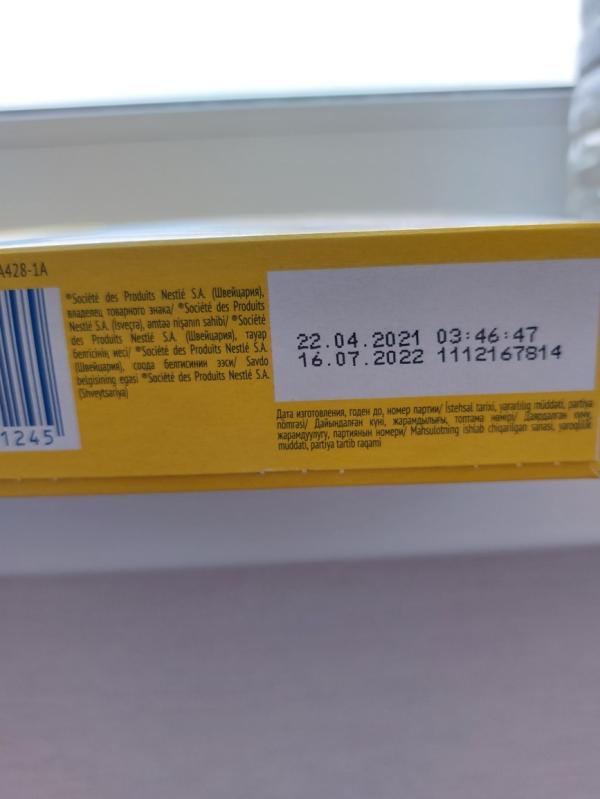 A428-1A
®Société des Produits Nestlé S.A. (Швейцария),
владелец товарного знака/ ®Société des Produits
Nestlé S.A. (İsveçrə), əmtəə nişanın sahibi/ ®Société
des Produits Nestlé S.A. (Швейцария), тауар
белгісінің иесі/ ®Société des Produits Nestlé S.A.
(Швейцария), соода белгисинин ээси/ Savdo
belgisining egasi ®Société des Produits Nestlé S.A.
(Shveytsariya)
1245
22.04.2021 03:46:47
16.07.2022 1112167814
Дата изготовления, годен до, номер партии/ İstehsal tarixi, yararlılıq müddəti, partiya
nömrəsi/ Дайындалған күні, жарамдылығы, топтама нөмірі/ Даярдалган күнү,
жарамдуулугу, партиянын номери/ Mahsulotning ishlab chiqarilgan sanasi, yaroqlilik
muddati, partiya tartib raqami